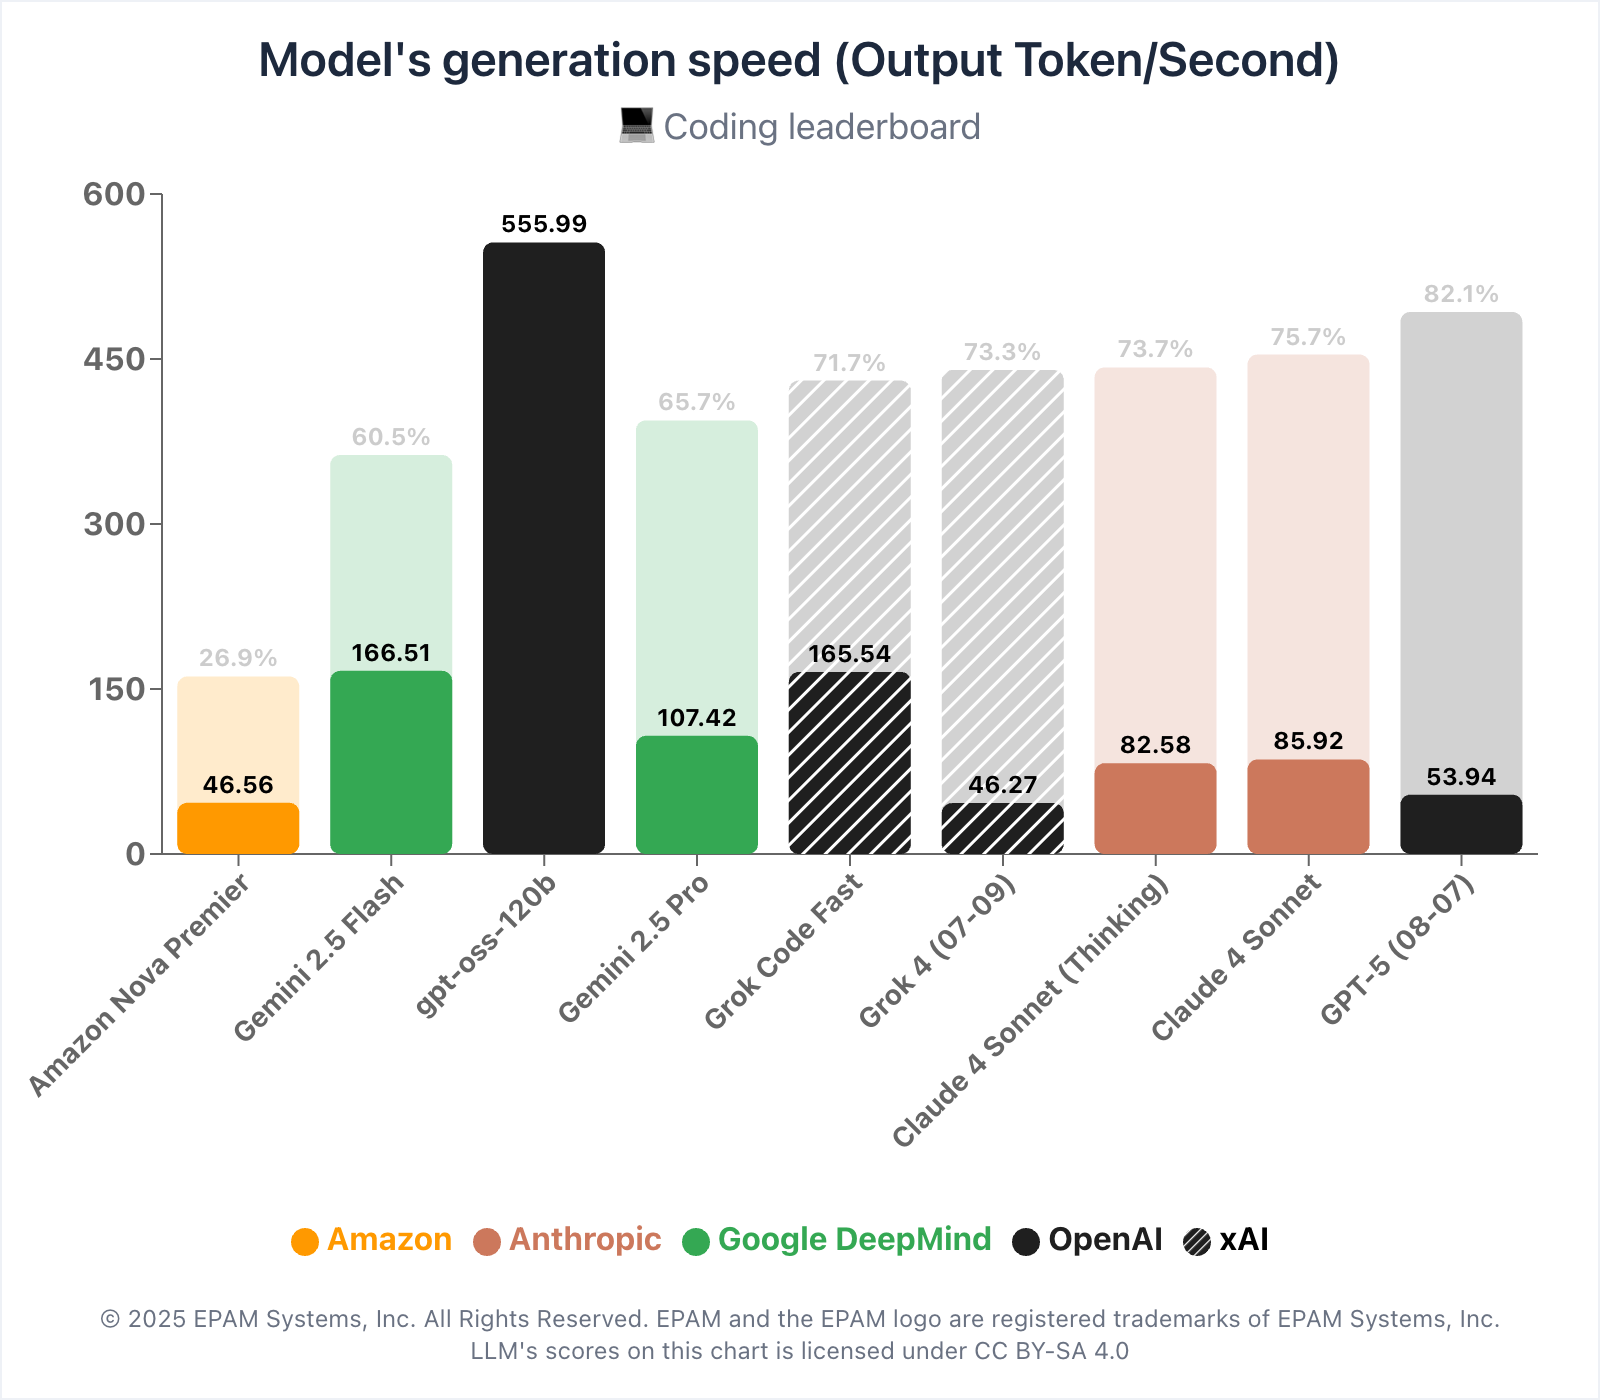 Model's generation speed (Output Token/Second)
💻 Coding leaderboard
600
450
300
150
0
26.9%
46.56
60.5%
166.51
555.99
65.7%
107.42
71.7%
165.54
73.3%
46.27
73.7%
82.58
75.7%
85.92
82.1%
53.94
Amazon Nova Premier
Gemini 2.5 Flash
gpt-oss-120b
Gemini 2.5 Pro
Grok Code Fast
Grok 4 (07-09)
Claude 4 Sonnet (Thinking)
Claude 4 Sonnet
GPT-5 (08-07)
Amazon Anthropic Google DeepMind OpenAI xAI
© 2025 EPAM Systems, Inc. All Rights Reserved. EPAM and the EPAM logo are registered trademarks of EPAM Systems, Inc.
LLM's scores on this chart is licensed under CC BY-SA 4.0